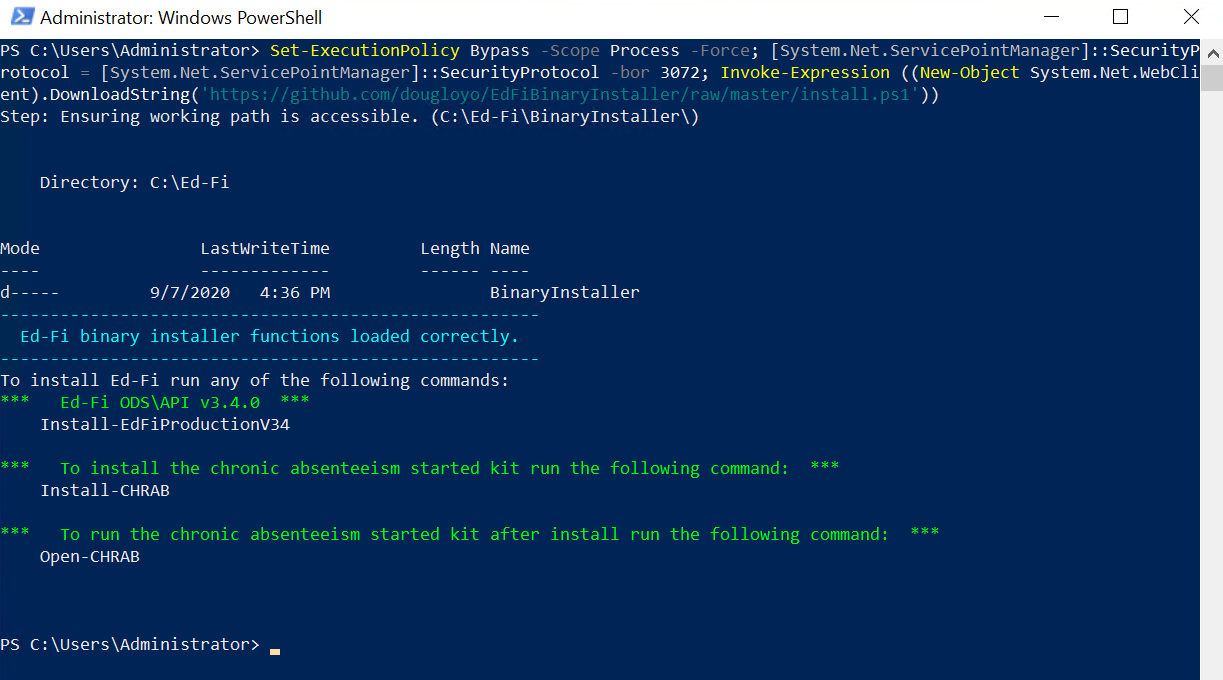 Administrator: Windows PowerShell
PS C:\Users\Administrator> Set-ExecutionPolicy Bypass -Scope Process -Force; [System.Net.ServicePointManager]::SecurityP
rotocol = [System.Net.ServicePointManager]::SecurityProtocol -bor 3072; Invoke-Expression ((New-Object System.Net.WebCli
ent).DownloadString('https://github.com/dougloyo/EdFiBinaryInstaller/raw/master/install.ps1'))
Step: Ensuring working path is accessible. (C:\Ed-Fi\BinaryInstaller\)
    Directory: C:\Ed-Fi
Mode                LastWriteTime         Length Name
----                -------------         ------ ----
d-----         9/7/2020   4:36 PM                BinaryInstaller
------------------------------------------------------
  Ed-Fi binary installer functions loaded correctly.
------------------------------------------------------
To install Ed-Fi run any of the following commands:
***   Ed-Fi ODS\API v3.4.0  ***
    Install-EdFiProductionV34
***   To install the chronic absenteeism started kit run the following command:  ***
    Install-CHRAB
***   To run the chronic absenteeism started kit after install run the following command:  ***
    Open-CHRAB
PS C:\Users\Administrator>